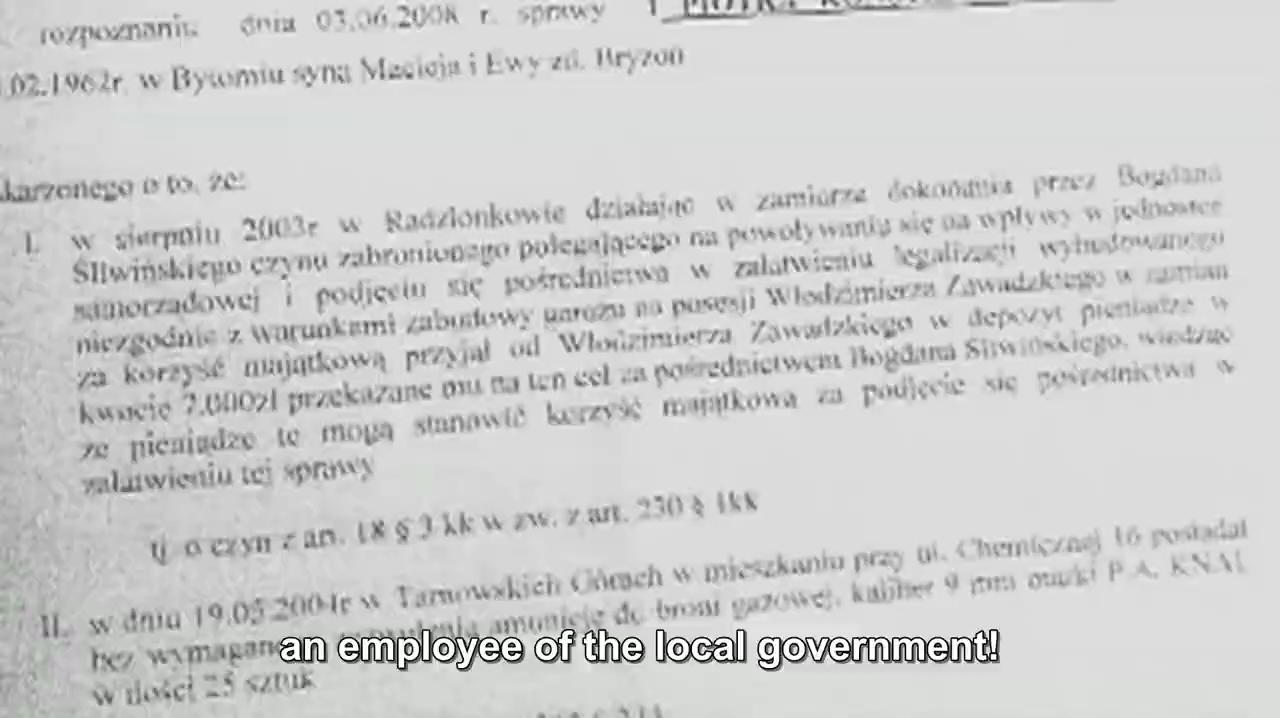 rozpoznaniu dnia 03.06.2008 r. sprawy
.02.1962r. w Bytomiu syna Macieja i Ewy zd. Bryzoń
karżonego o to, że:
I. w sierpniu 2003r w Radzionkowie działając w zamiarze dokonania przez Bogdana
Śliwińskiego czynu zabronionego polegającego na powoływaniu się na wpływy w jednostce
samorządowej i podjęciu się pośrednictwa w załatwieniu legalizacji wybudowanego
niezgodnie z warunkami zabudowy garażu na posesji Włodzimierza Zawadzkiego w zamian
za korzyść majątkową przyjął od Włodzimierza Zawadzkiego w depozyt pieniądze w
kwocie 7.000zł przekazane mu na ten cel za pośrednictwem Bogdana Śliwińskiego, wiedząc
że pieniądze te mogą stanowić korzyść majątkową za podjęcie się pośrednictwa w
załatwieniu tej sprawy
tj. o czyn z art. 18 § 3 kk w zw. z art. 230 § 1kk
II. w dniu 19.05.2004r w Tarnowskich Górach w mieszkaniu przy ul. Chemicznej 16 posiadał
bez amunicję do broni gazowej, kaliber 9 mm marki P.A. KNAL
w ilości 25 sztuk
an employee of the local government!